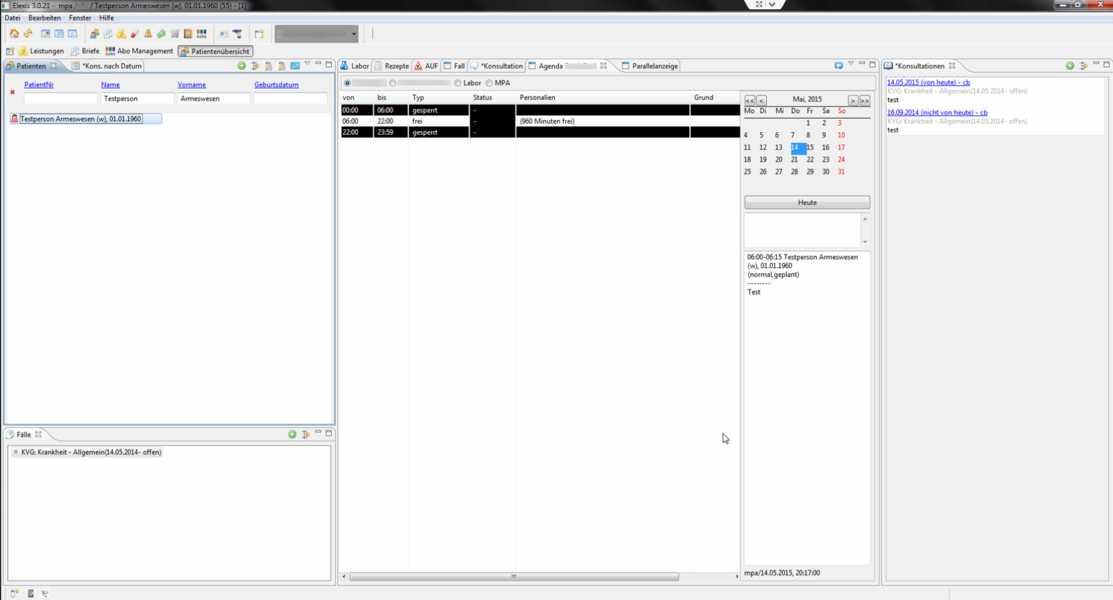 Elexis 3.0.21 - mpa / Testperson Armeswesen (w), 01.01.1960 (55) - [1]
Datei Bearbeiten Fenster Hilfe
Leistungen Briefe Abo Management Patientenübersicht
Patienten *Kons. nach Datum
PatientNr Name Vorname Geburtsdatum
Testperson Armeswesen
Testperson Armeswesen (w), 01.01.1960
Fälle
KVG: Krankheit - Allgemein(14.05.2014- offen)
Labor Rezepte AUF Fall *Konsultation Agenda Parallelanzeige
Labor MPA
von bis Typ Status Personalien Grund
00:00 06:00 gesperrt -
06:00 22:00 frei - (960 Minuten frei)
22:00 23:59 gesperrt -
<< < Mai, 2015 > >>
Mo Di Mi Do Fr Sa So
1 2 3
4 5 6 7 8 9 10
11 12 13 14 15 16 17
18 19 20 21 22 23 24
25 26 27 28 29 30 31
Heute
06:00-06:15 Testperson Armeswesen
(w), 01.01.1960
(normal,geplant)
--------
Test
mpa/14.05.2015, 20:17:00
*Konsultationen
14.05.2015 (von heute) - cb
KVG: Krankheit - Allgemein(14.05.2014- offen)
test
16.09.2014 (nicht von heute) - cb
KVG: Krankheit - Allgemein(14.05.2014- offen)
test